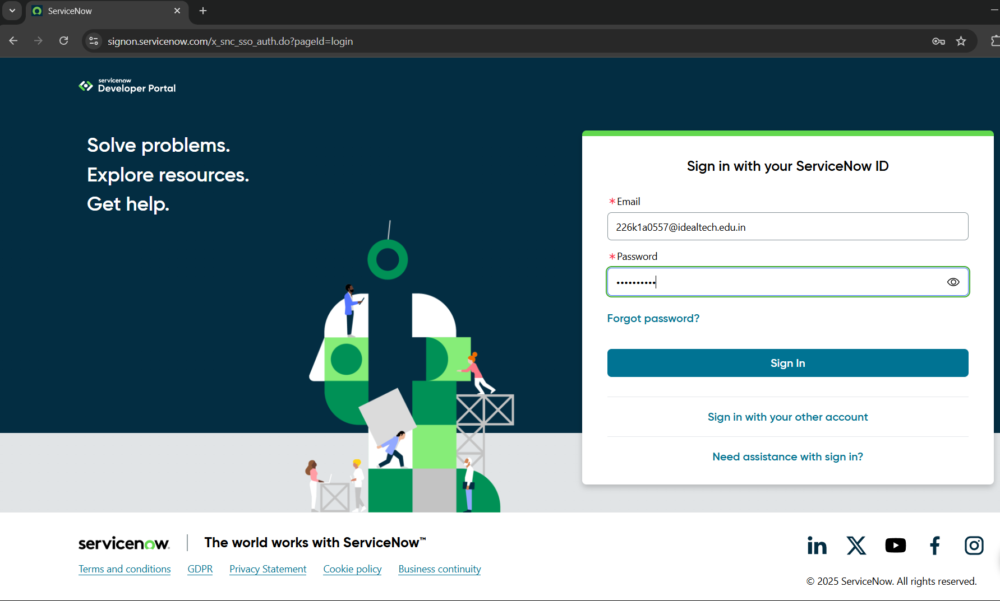 ServiceNow
signon.servicenow.com/x_snc_sso_auth.do?pageId=login
servicenow
Developer Portal
Solve problems.
Explore resources.
Get help.
Sign in with your ServiceNow ID
*Email
226k1a0557@idealtech.edu.in
*Password
••••••••••
Forgot password?
Sign In
Sign in with your other account
Need assistance with sign in?
servicenow.
The world works with ServiceNow™
Terms and conditions GDPR Privacy Statement Cookie policy Business continuity
© 2025 ServiceNow. All rights reserved.